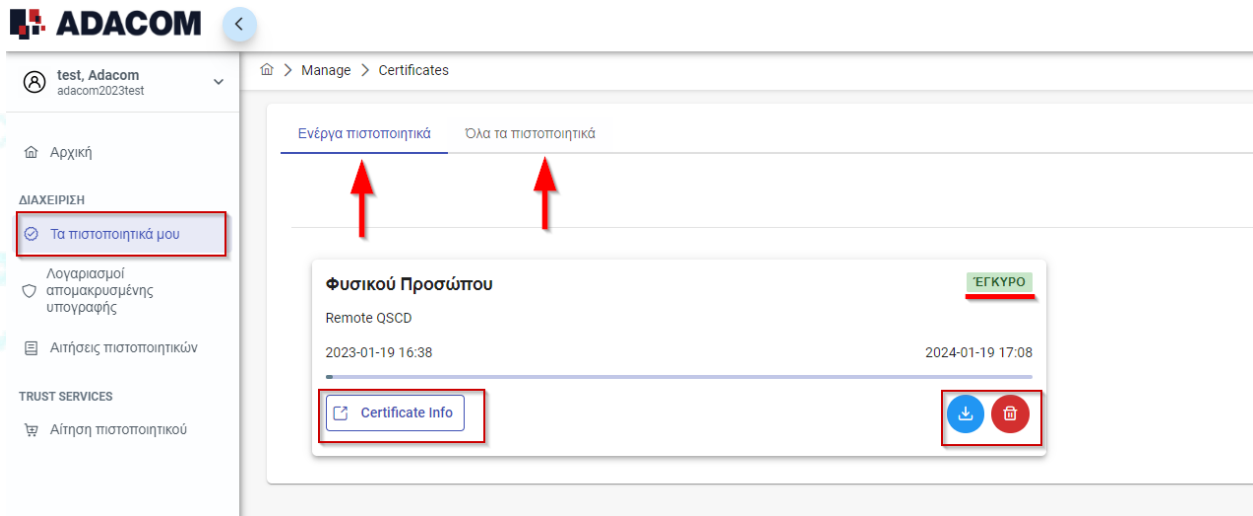 ADACOM
test, Adacom
adacom2023test
Manage > Certificates
Ενέργα πιστοποιητικά
Όλα τα πιστοποιητικά
Αρχική
ΔΙΑΧΕΙΡΙΣΗ
Τα πιστοποιητικά μου
Λογαριασμοί
απομακρυσμένης
υπογραφής
Αιτήσεις πιστοποιητικών
TRUST SERVICES
Αίτηση πιστοποιητικού
Φυσικού Προσώπου
ΈΓΚΥΡΟ
Remote QSCD
2023-01-19 16:38
2024-01-19 17:08
Certificate Info